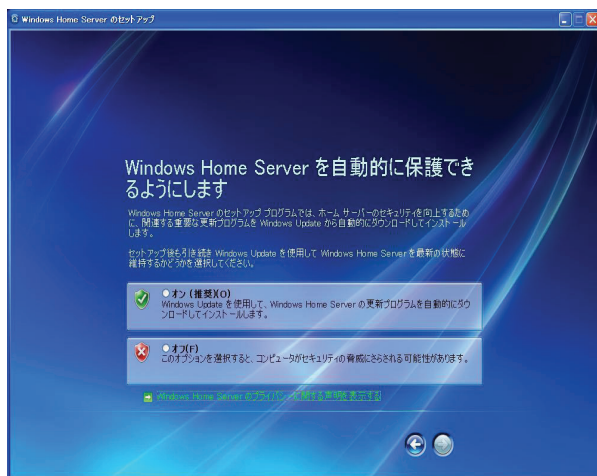 Windows Home Server のセットアップ
Windows Home Server を自動的に保護でき
るようにします
Windows Home Server のセットアップ プログラムでは、ホーム サーバーのセキュリティを向上するため
に、関連する重要な更新プログラムを Windows Update から自動的にダウンロードしてインストール
します。
セットアップ後も引き続き Windows Update を使用して Windows Home Server を最新の状態に
維持するかどうかを選択してください。
オン (推奨)(O)
Windows Update を使用して、Windows Home Server の更新プログラムを自動的にダウ
ンロードしてインストールします。
オフ(F)
このオプションを選択すると、コンピュータがセキュリティの脅威にさらされる可能性があります。
Windows Home Server のプライバシーに関する声明を表示する